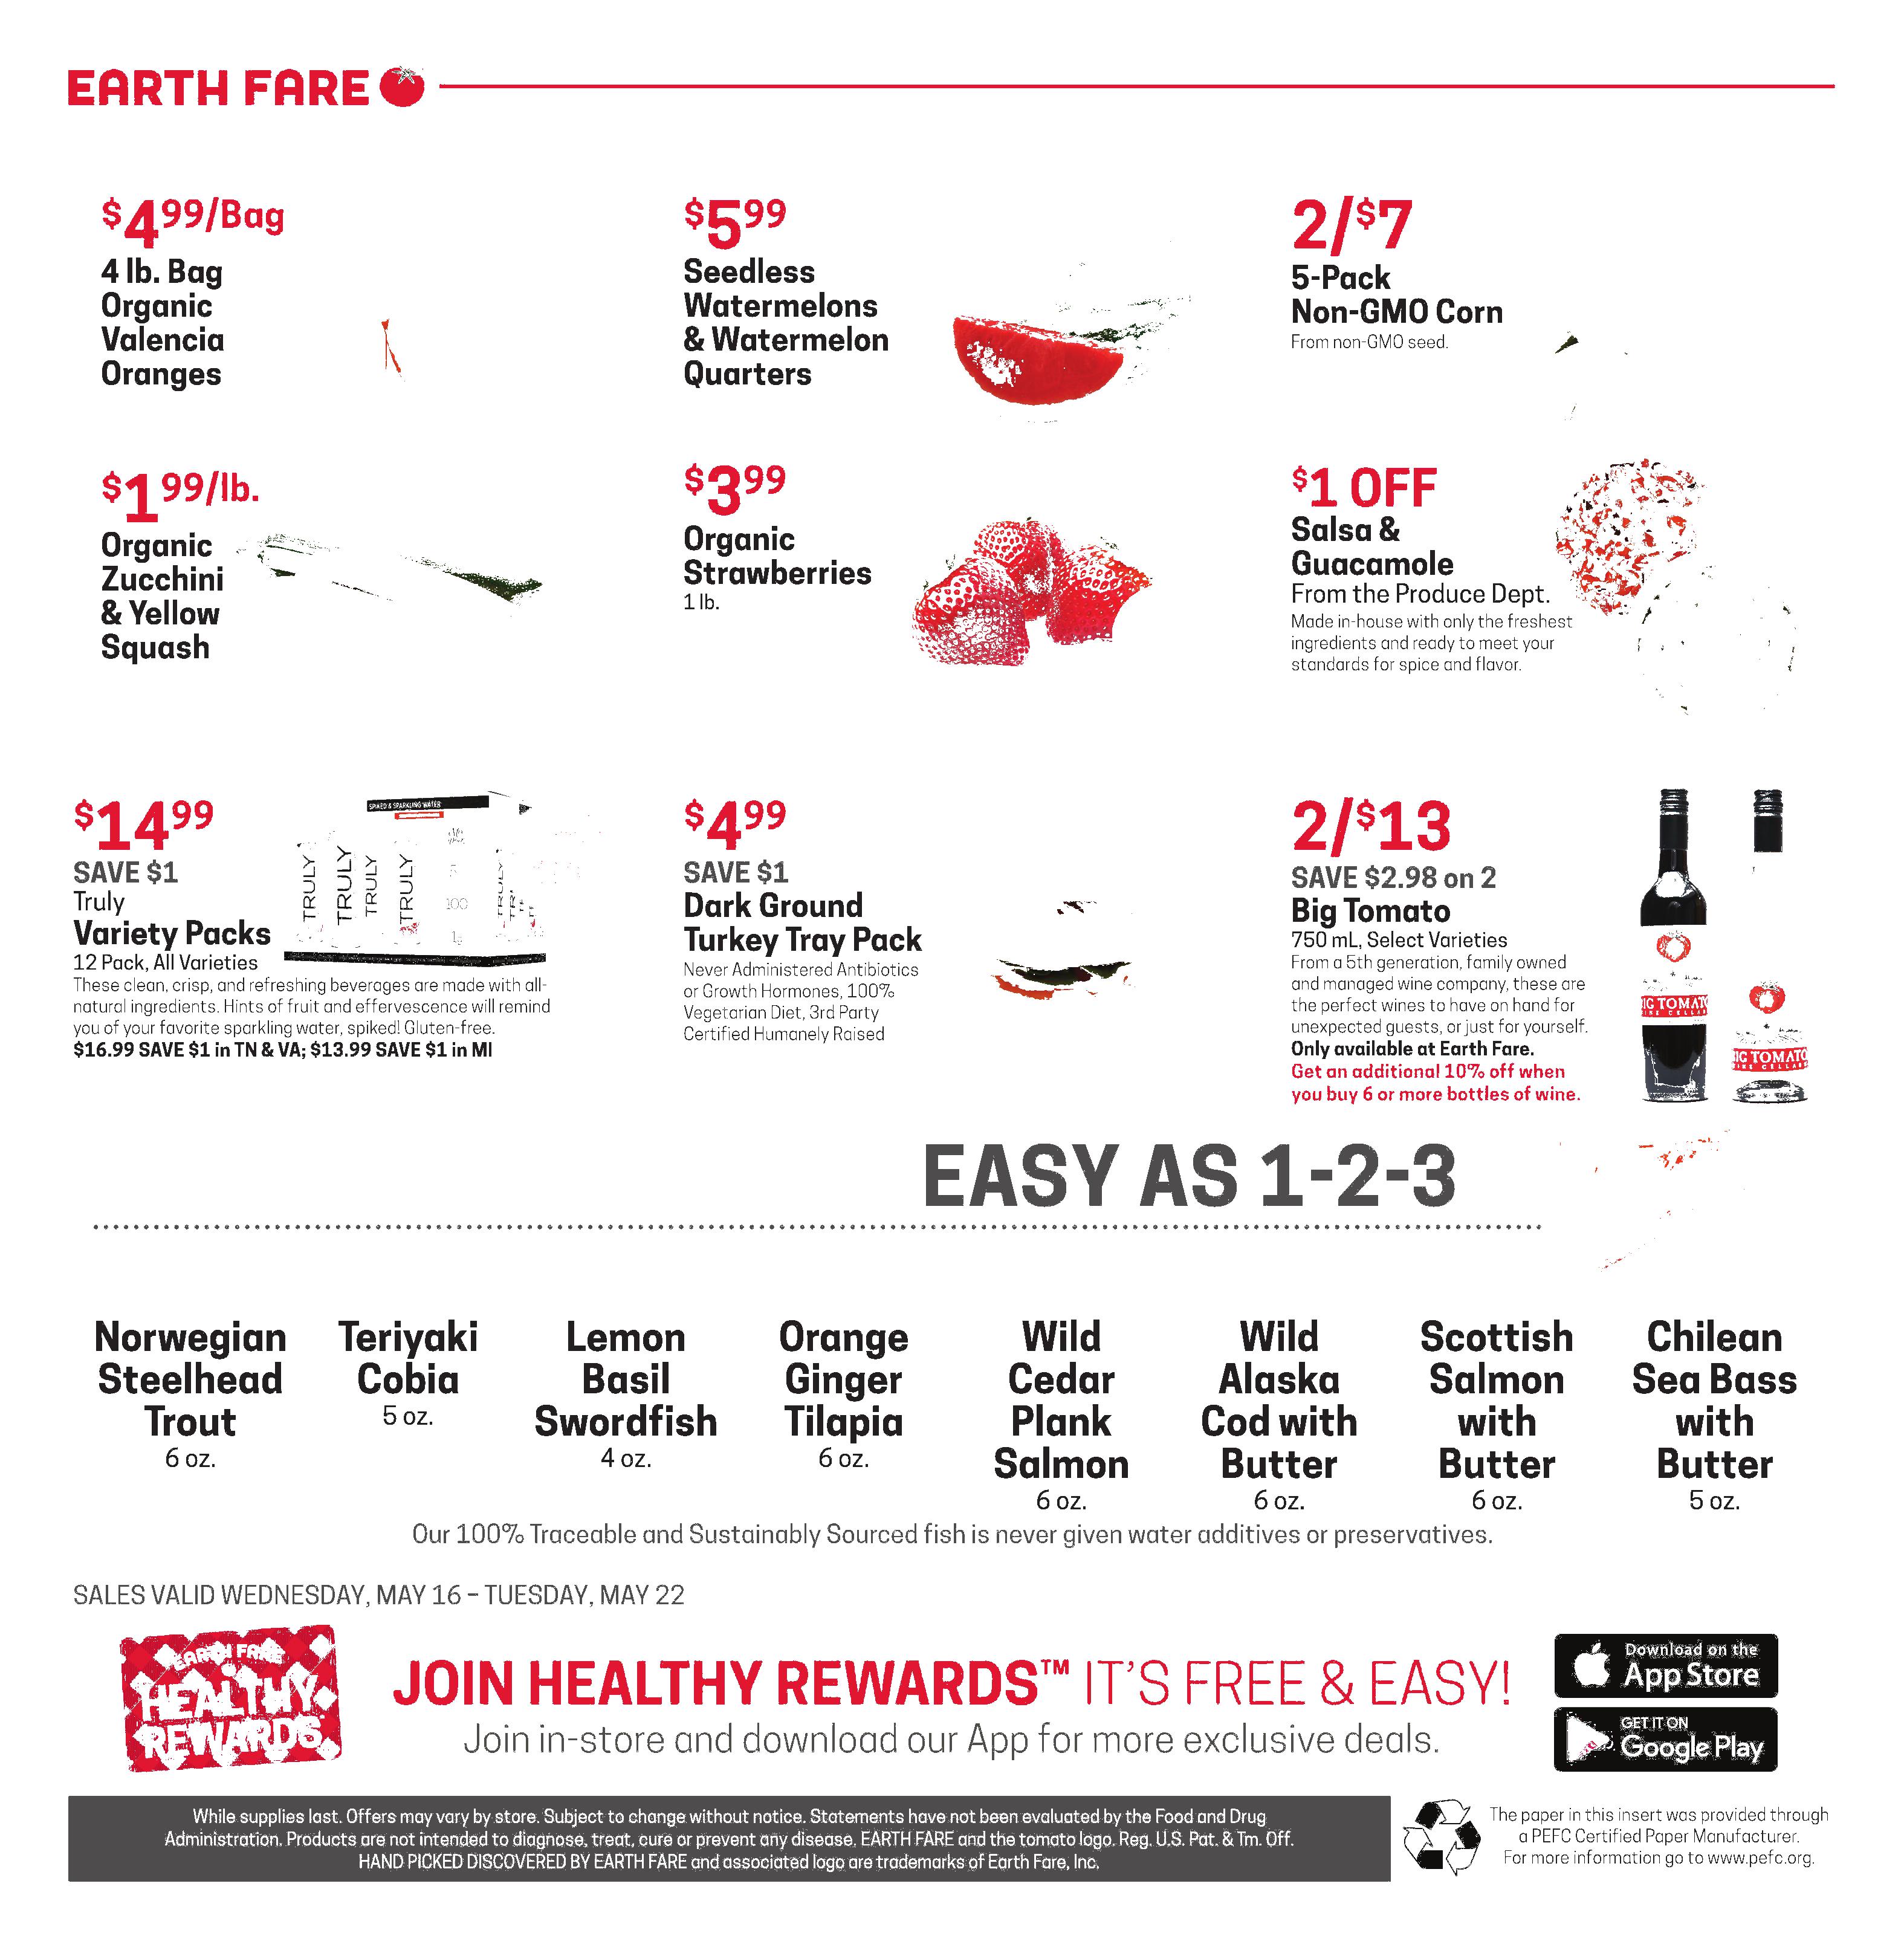 EARTH FARE
$4 99/Bag
4 lb. Bag
Organic
Valencia
Oranges
$5 99
Seedless
Watermelons
& Watermelon
Quarters
2/$7
5-Pack
Non-GMO Corn
From non-GMO seed.
$1 99/lb.
Organic
Zucchini
& Yellow
Squash
$3 99
Organic
Strawberries
1 lb.
$1 OFF
Salsa &
Guacamole
From the Produce Dept.
Made in-house with only the freshest
ingredients and ready to meet your
standards for spice and flavor.
$14 99
SAVE $1
Truly
Variety Packs
12 Pack, All Varieties
These clean, crisp, and refreshing beverages are made with all-
natural ingredients. Hints of fruit and effervescence will remind
you of your favorite sparkling water, spiked! Gluten-free.
$16.99 SAVE $1 in TN & VA; $13.99 SAVE $1 in MI
SPIKED & SPARKLING WATER
TRULY
TRULY
TRULY
TRULY
100
TRULY
$4 99
SAVE $1
Dark Ground
Turkey Tray Pack
Never Administered Antibiotics
or Growth Hormones, 100%
Vegetarian Diet, 3rd Party
Certified Humanely Raised
2/$13
SAVE $2.98 on 2
Big Tomato
750 mL, Select Varieties
From a 5th generation, family owned
and managed wine company, these are
the perfect wines to have on hand for
unexpected guests, or just for yourself.
Only available at Earth Fare.
Get an additional 10% off when
you buy 6 or more bottles of wine.
IG TOMATO
IG TOMATO
EASY AS 1-2-3
Norwegian
Steelhead
Trout
6 oz.
Teriyaki
Cobia
5 oz.
Lemon
Basil
Swordfish
4 oz.
Orange
Ginger
Tilapia
6 oz.
Wild
Cedar
Plank
Salmon
6 oz.
Wild
Alaska
Cod with
Butter
6 oz.
Scottish
Salmon
with
Butter
6 oz.
Chilean
Sea Bass
with
Butter
5 oz.
Our 100% Traceable and Sustainably Sourced fish is never given water additives or preservatives.
SALES VALID WEDNESDAY, MAY 16 – TUESDAY, MAY 22
EARTH FARE
HEALTHY
REWARDS
JOIN HEALTHY REWARDS™ IT'S FREE & EASY!
Join in-store and download our App for more exclusive deals.
Download on the
App Store
GET IT ON
Google Play
While supplies last. Offers may vary by store. Subject to change without notice. Statements have not been evaluated by the Food and Drug
Administration. Products are not intended to diagnose, treat, cure or prevent any disease, EARTH FARE and the tomato logo. Reg. U.S. Pat. & Tm. Off.
HAND PICKED DISCOVERED BY EARTH FARE and associated logo are trademarks of Earth Fare, Inc.
The paper in this insert was provided through
a PEFC Certified Paper Manufacturer.
For more information go to www.pefc.org.